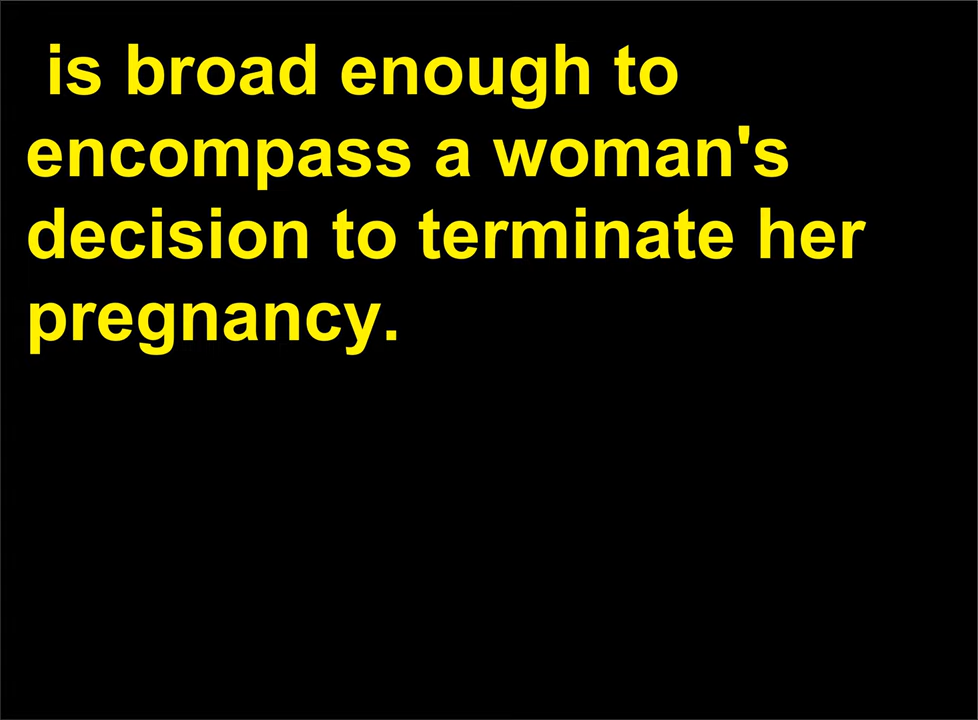 is broad enough to
encompass a woman's
decision to terminate her
pregnancy.